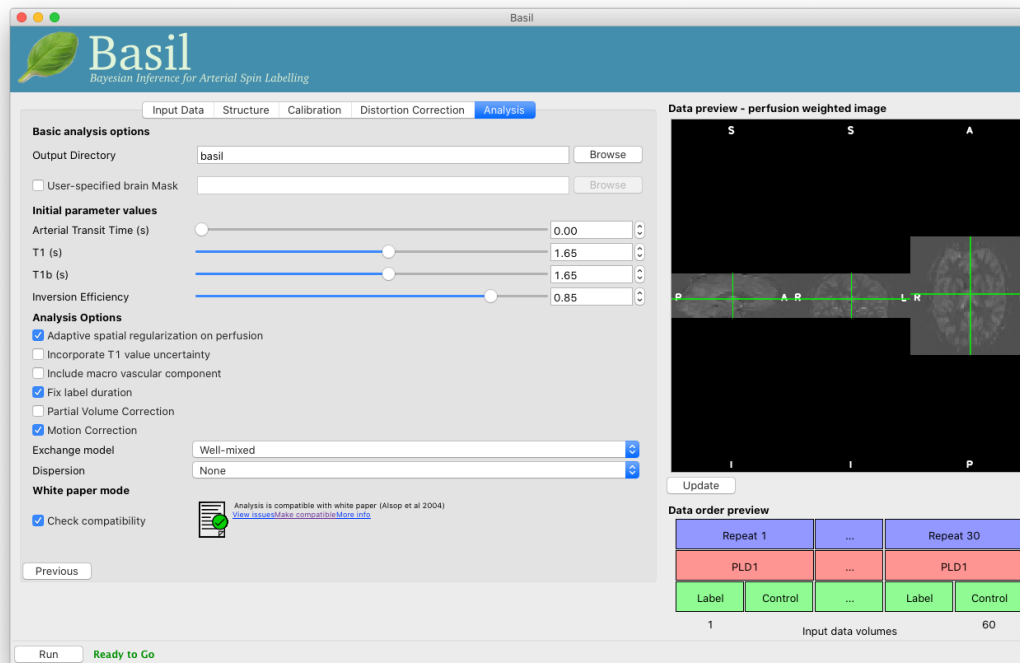 Basil
Basil
Bayesian Inference for Arterial Spin Labelling
Input Data Structure Calibration Distortion Correction Analysis
Basic analysis options
Output Directory basil Browse
User-specified brain Mask Browse
Initial parameter values
Arterial Transit Time (s) 0.00
T1 (s) 1.65
T1b (s) 1.65
Inversion Efficiency 0.85
Analysis Options
Adaptive spatial regularization on perfusion
Incorporate T1 value uncertainty
Include macro vascular component
Fix label duration
Partial Volume Correction
Motion Correction
Exchange model Well-mixed
Dispersion None
White paper mode
Check compatibility
Analysis is compatible with white paper (Alsop et al 2004)
View issuesMake compatibleMore info
Previous
Run Ready to Go
Data preview - perfusion weighted image
S S A
P A R L R
I I P
Update
Data order preview
Repeat 1 ... Repeat 30
PLD1 ... PLD1
Label Control ... Label Control
1 60
Input data volumes